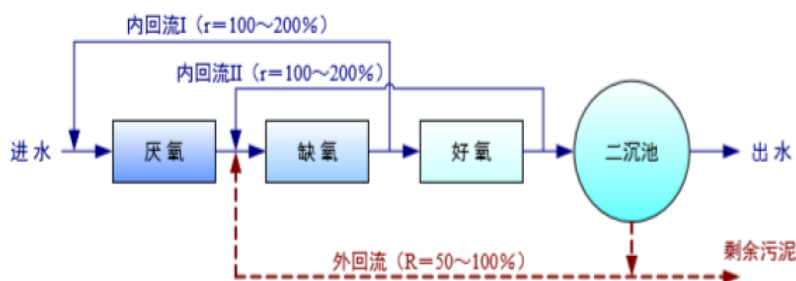 内回流I（r＝100～200%）
内回流II（r＝100～200%）
进水
厌氧
缺氧
好氧
二沉池
出水
外回流（R＝50～100%）
剩余污泥